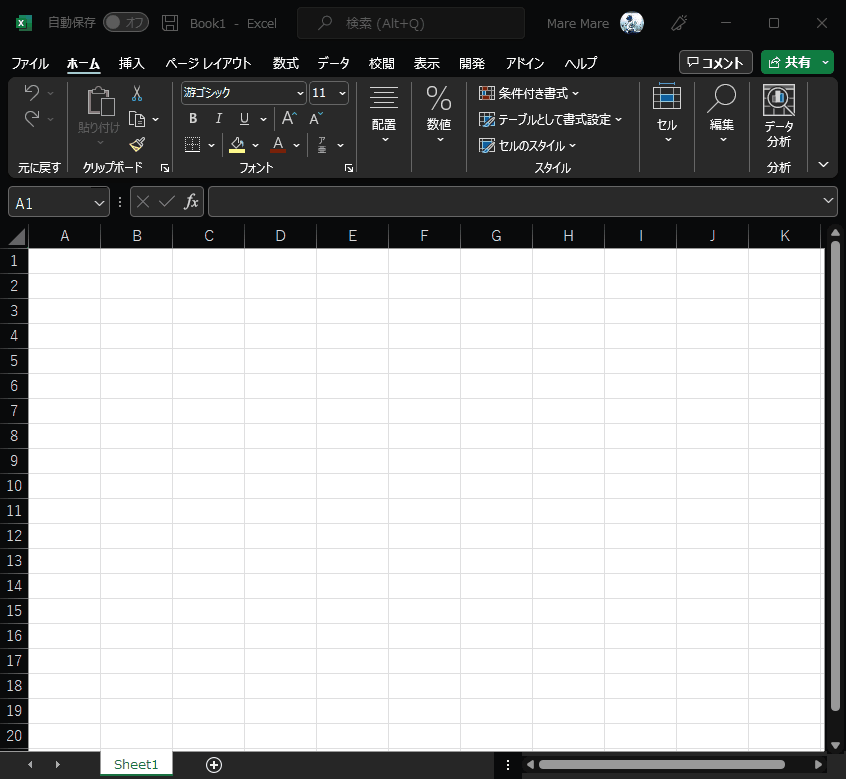 自動保存 オフ Book1 - Excel 検索 (Alt+Q) Mare Mare
ファイル ホーム 挿入 ページ レイアウト 数式 データ 校閲 表示 開発 アドイン ヘルプ コメント 共有
游ゴシック 11 条件付き書式
貼り付け B I U A A 配置 数値 テーブルとして書式設定 セル 編集 データ分析
A ア亜 セルのスタイル
元に戻す クリップボード フォント スタイル 分析
A1 fx
A B C D E F G H I J K
1
2
3
4
5
6
7
8
9
10
11
12
13
14
15
16
17
18
19
20
Sheet1